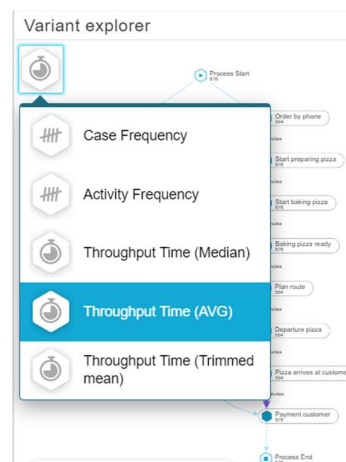 Variant explorer
Process Start
Case Frequency
Order by phone
Start preparing pizza
Activity Frequency
Start baking pizza
Throughput Time (Median)
Baking pizza ready
Plan route
Throughput Time (AVG)
Departure pizza
Throughput Time (Trimmed
mean)
Pizza arrives at custome
Payment customer
Process End